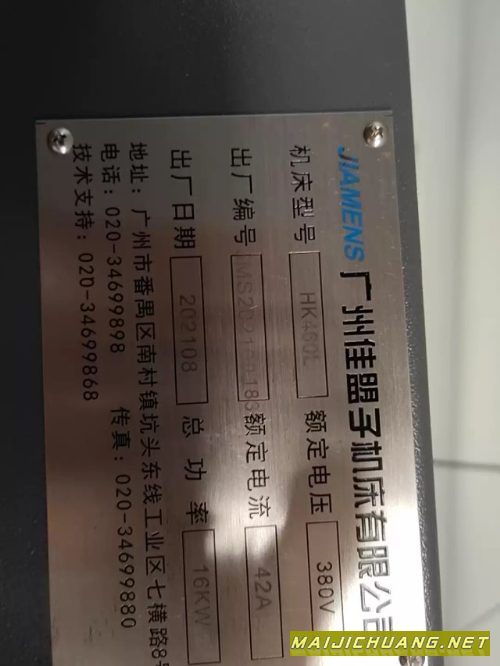 JIAMENS 广州佳盟子机床有限公
机床型号 HK460L 额定电压 380V
出厂编号 额定电流 42A
出厂日期 202108 总功率 16KW
地址：广州市番禺区南村镇坑头东线工业区七横路8
电话：020-34699898 传真：020-34699880
技术支持：020-34699868
MAIJICHUANG.NET